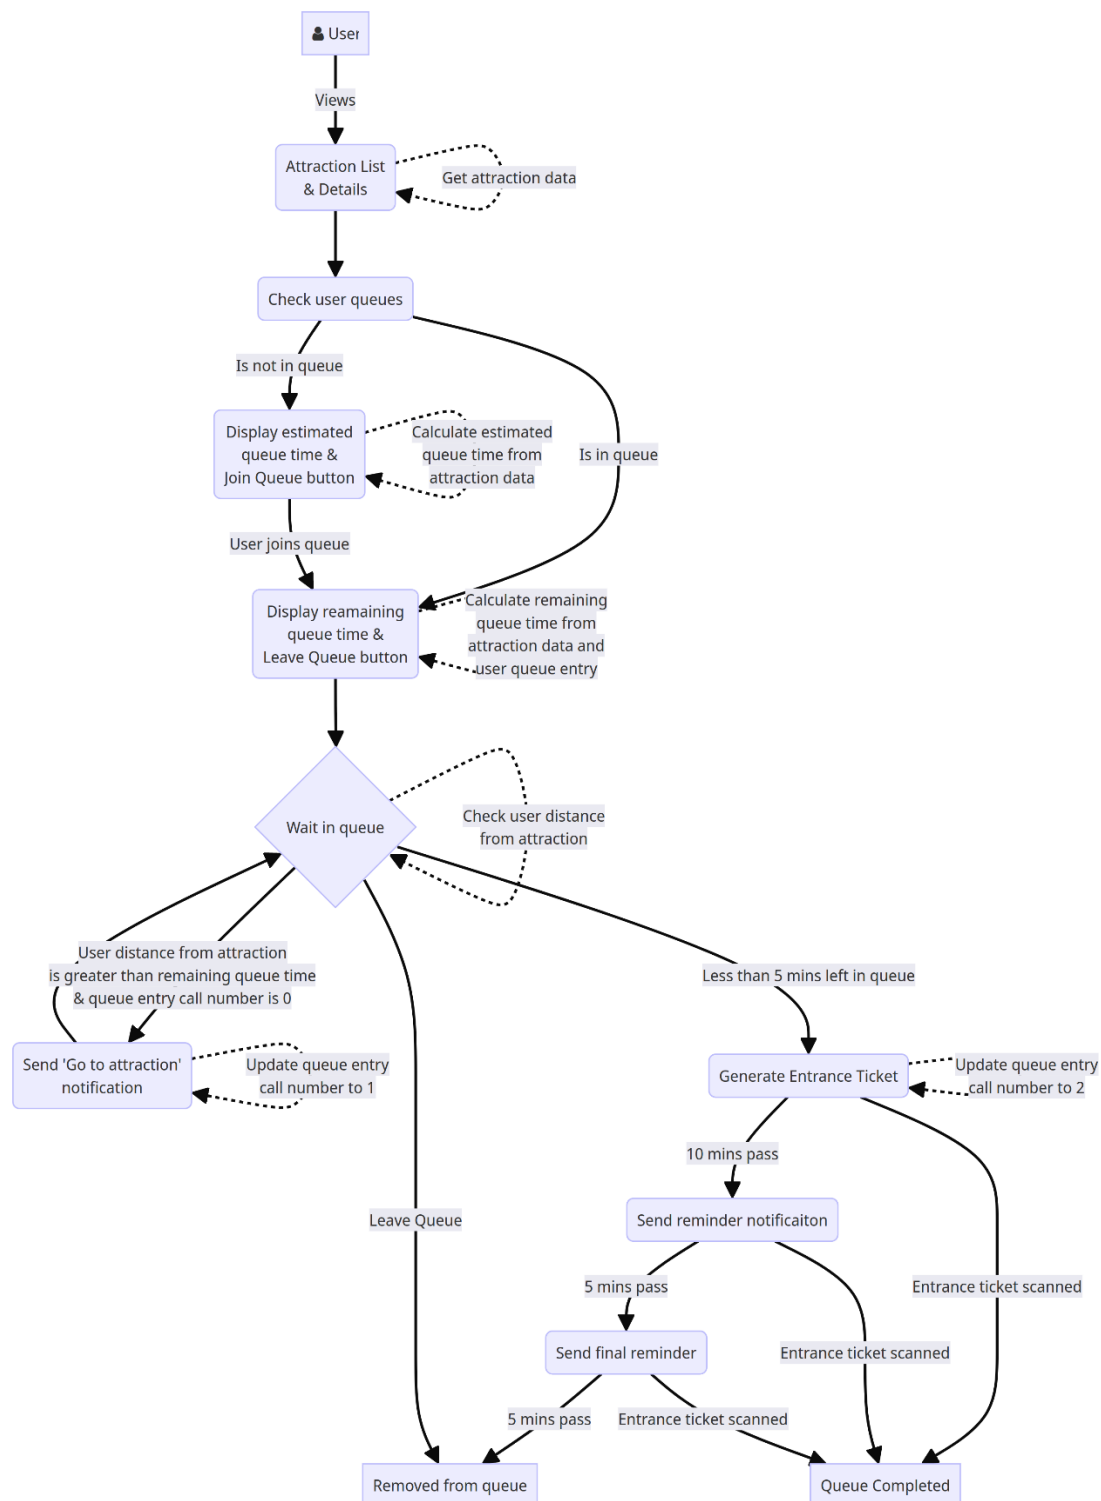 User
Views
Attraction List
& Details
Get attraction data
Check user queues
Is not in queue
Display estimated
queue time &
Join Queue button
Calculate estimated
queue time from
attraction data
Is in queue
User joins queue
Display reamaining
queue time &
Leave Queue button
Calculate remaining
queue time from
attraction data and
user queue entry
Wait in queue
Check user distance
from attraction
User distance from attraction
is greater than remaining queue time
& queue entry call number is 0
Less than 5 mins left in queue
Send 'Go to attraction'
notification
Update queue entry
call number to 1
Generate Entrance Ticket
Update queue entry
call number to 2
10 mins pass
Leave Queue
Send reminder notificaiton
5 mins pass
Entrance ticket scanned
Send final reminder
Entrance ticket scanned
5 mins pass
Entrance ticket scanned
Removed from queue
Queue Completed